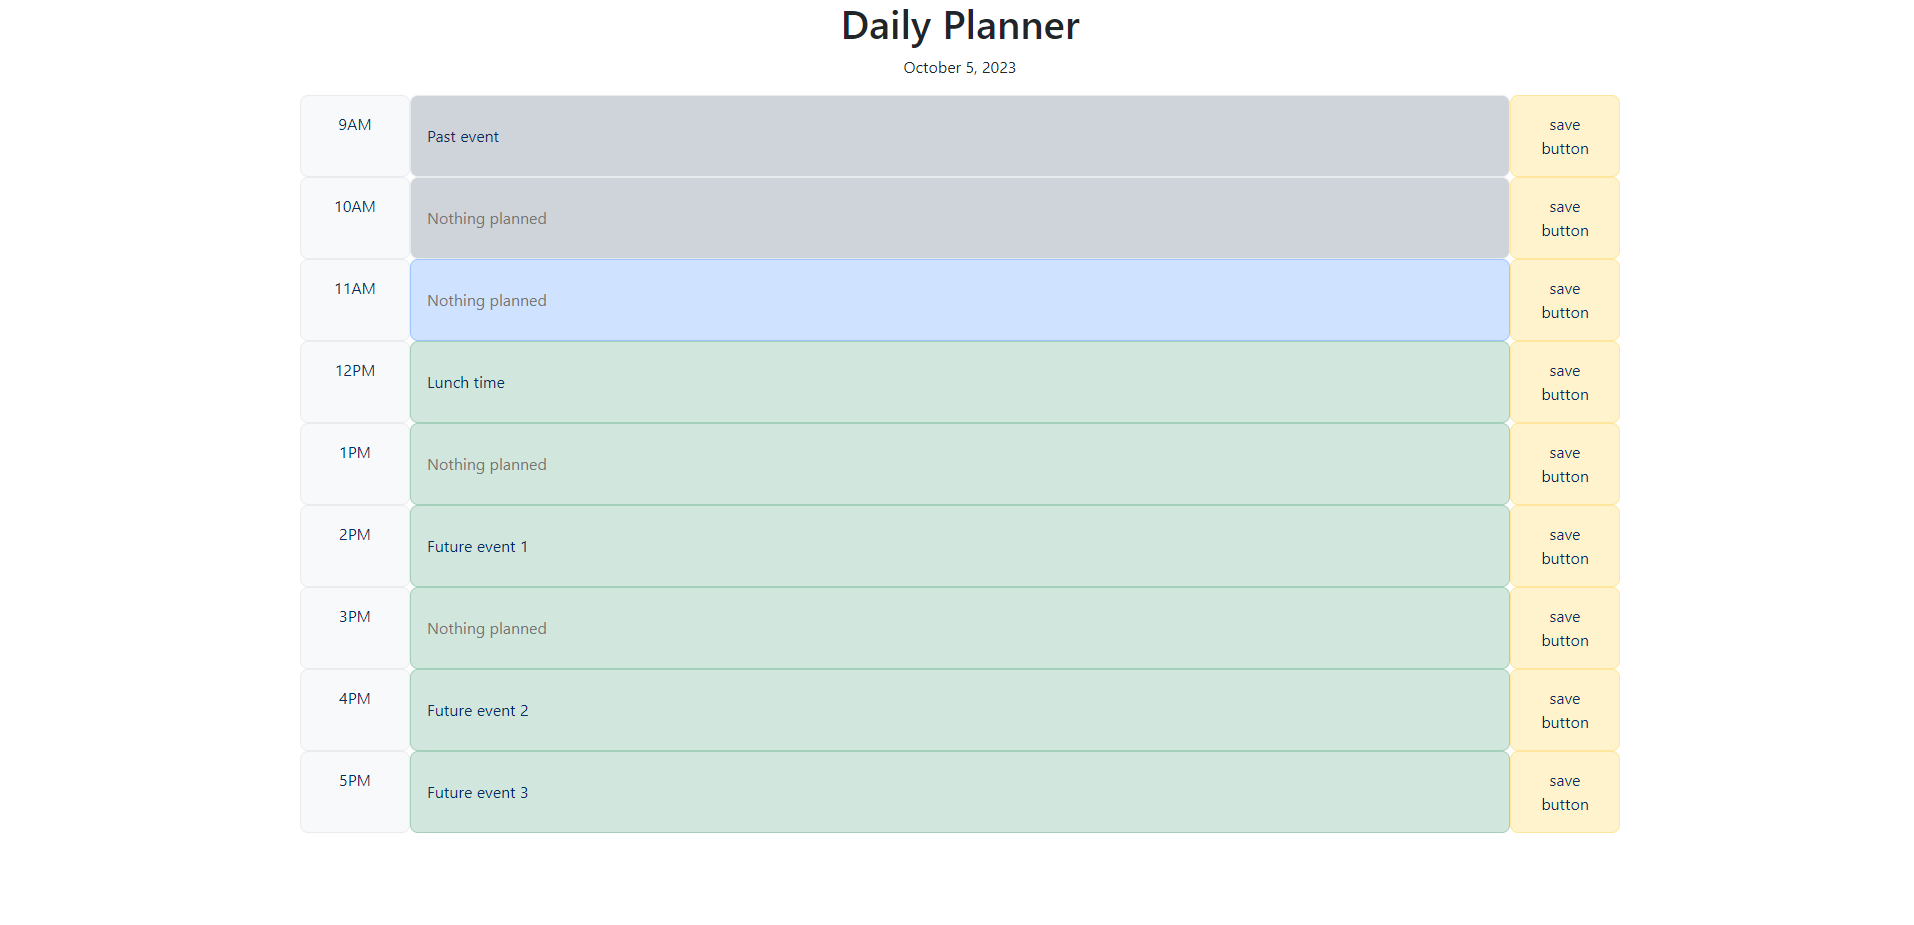 Daily Planner
October 5, 2023
9AM
Past event
save
button
10AM
Nothing planned
save
button
11AM
Nothing planned
save
button
12PM
Lunch time
save
button
1PM
Nothing planned
save
button
2PM
Future event 1
save
button
3PM
Nothing planned
save
button
4PM
Future event 2
save
button
5PM
Future event 3
save
button